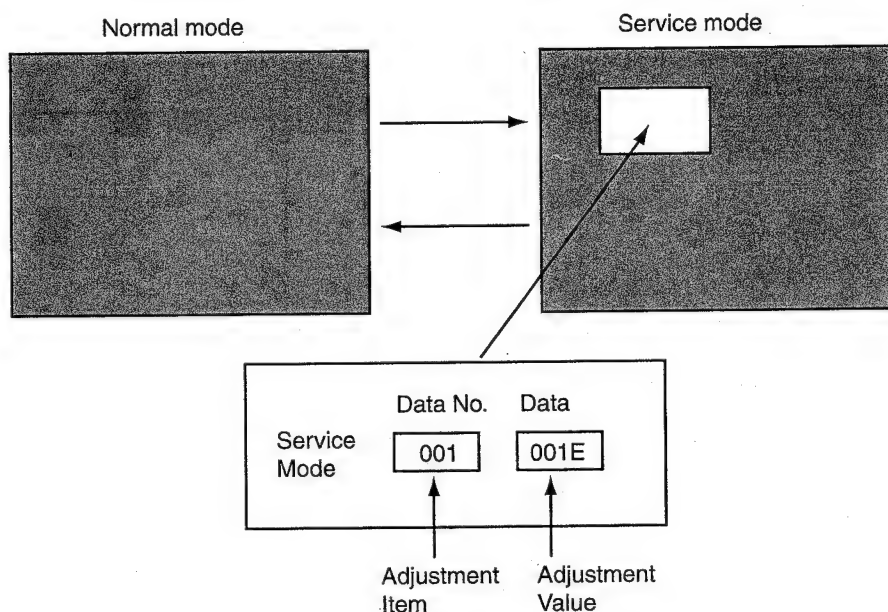 Normal mode
Service mode
Data No. Data
Service
Mode
001
001E
Adjustment
Item
Adjustment
Value